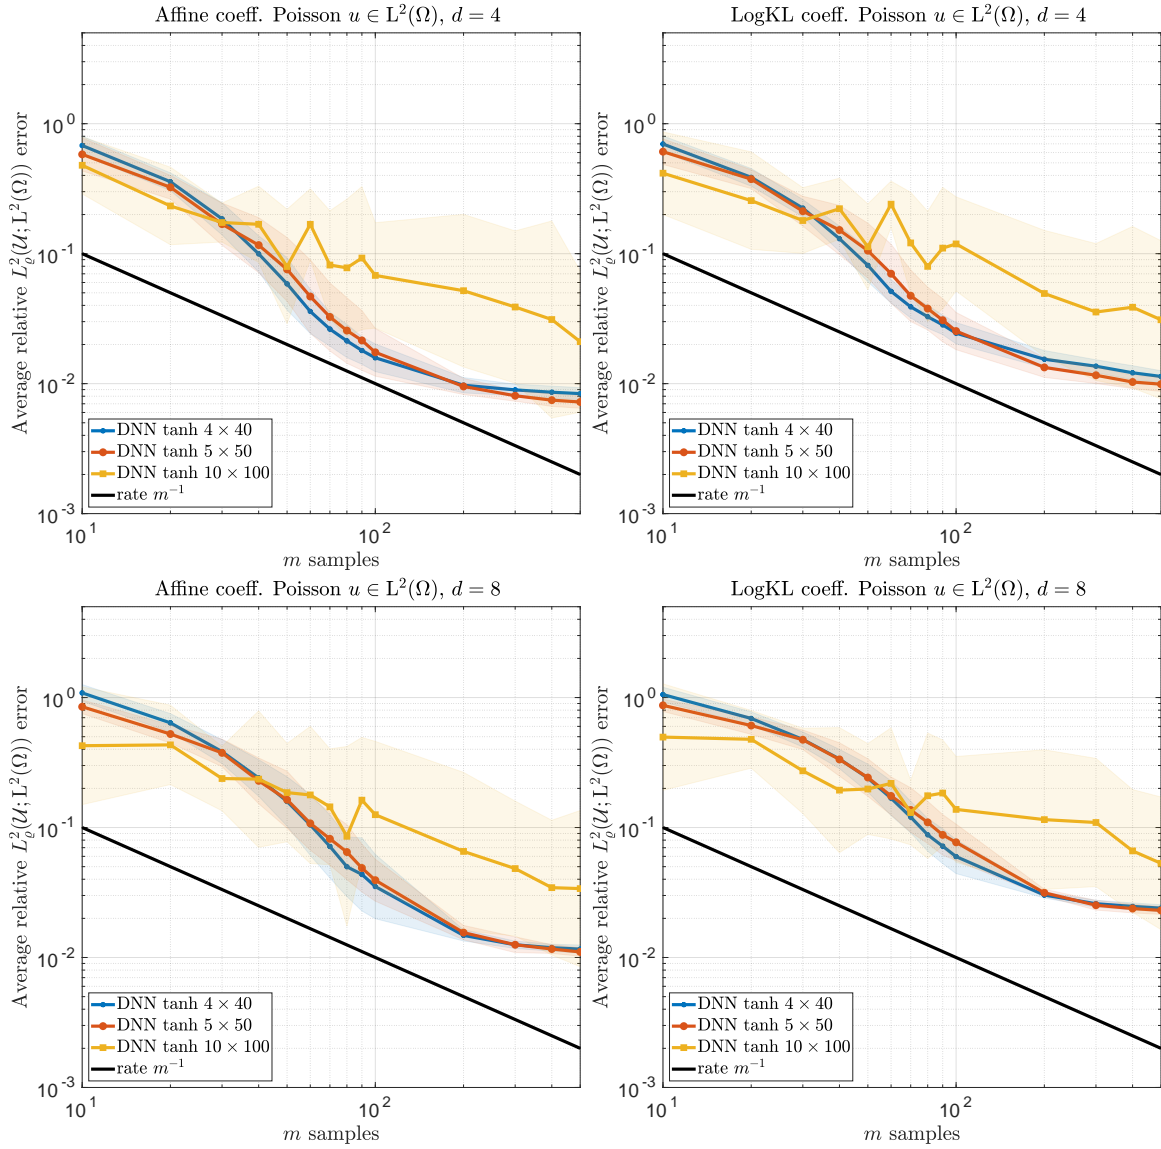 Affine coeff. Poisson u ∈ L²(Ω), d = 4
Average relative L²_ϱ(𝒰; L²(Ω)) error
10⁰
10⁻¹
10⁻²
10⁻³
DNN tanh 4 × 40
DNN tanh 5 × 50
DNN tanh 10 × 100
rate m⁻¹
10¹
10²
m samples
LogKL coeff. Poisson u ∈ L²(Ω), d = 4
Average relative L²_ϱ(𝒰; L²(Ω)) error
10⁰
10⁻¹
10⁻²
10⁻³
DNN tanh 4 × 40
DNN tanh 5 × 50
DNN tanh 10 × 100
rate m⁻¹
10¹
10²
m samples
Affine coeff. Poisson u ∈ L²(Ω), d = 8
Average relative L²_ϱ(𝒰; L²(Ω)) error
10⁰
10⁻¹
10⁻²
10⁻³
DNN tanh 4 × 40
DNN tanh 5 × 50
DNN tanh 10 × 100
rate m⁻¹
10¹
10²
m samples
LogKL coeff. Poisson u ∈ L²(Ω), d = 8
Average relative L²_ϱ(𝒰; L²(Ω)) error
10⁰
10⁻¹
10⁻²
10⁻³
DNN tanh 4 × 40
DNN tanh 5 × 50
DNN tanh 10 × 100
rate m⁻¹
10¹
10²
m samples